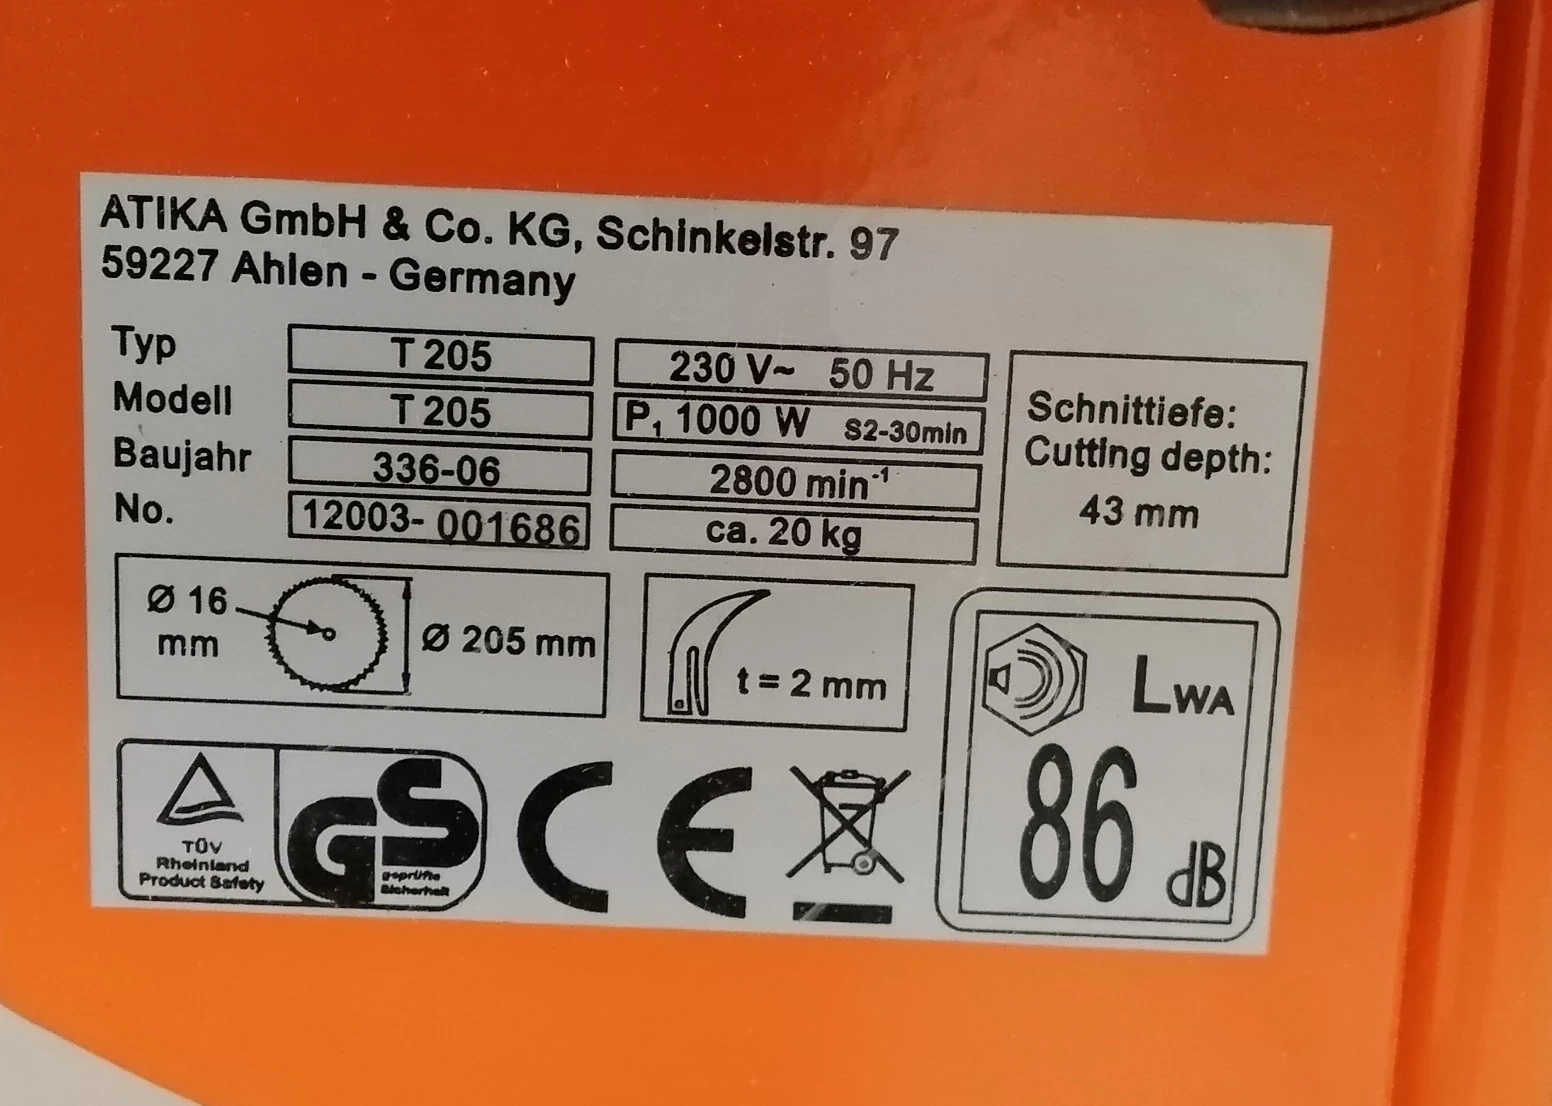 ATIKA GmbH & Co. KG, Schinkelstr. 97
59227 Ahlen - Germany
Typ T 205
Modell T 205
Baujahr 336-06
No. 12003- 001686
230 V~ 50 Hz
P1 1000 W S2-30min
2800 min-1
ca. 20 kg
Schnittiefe:
Cutting depth:
43 mm
Ø 16
mm
Ø 205 mm
t = 2 mm
LWA
86
dB
TÜV
Rheinland
Product Safety
GS
geprüfte
Sicherheit
CE